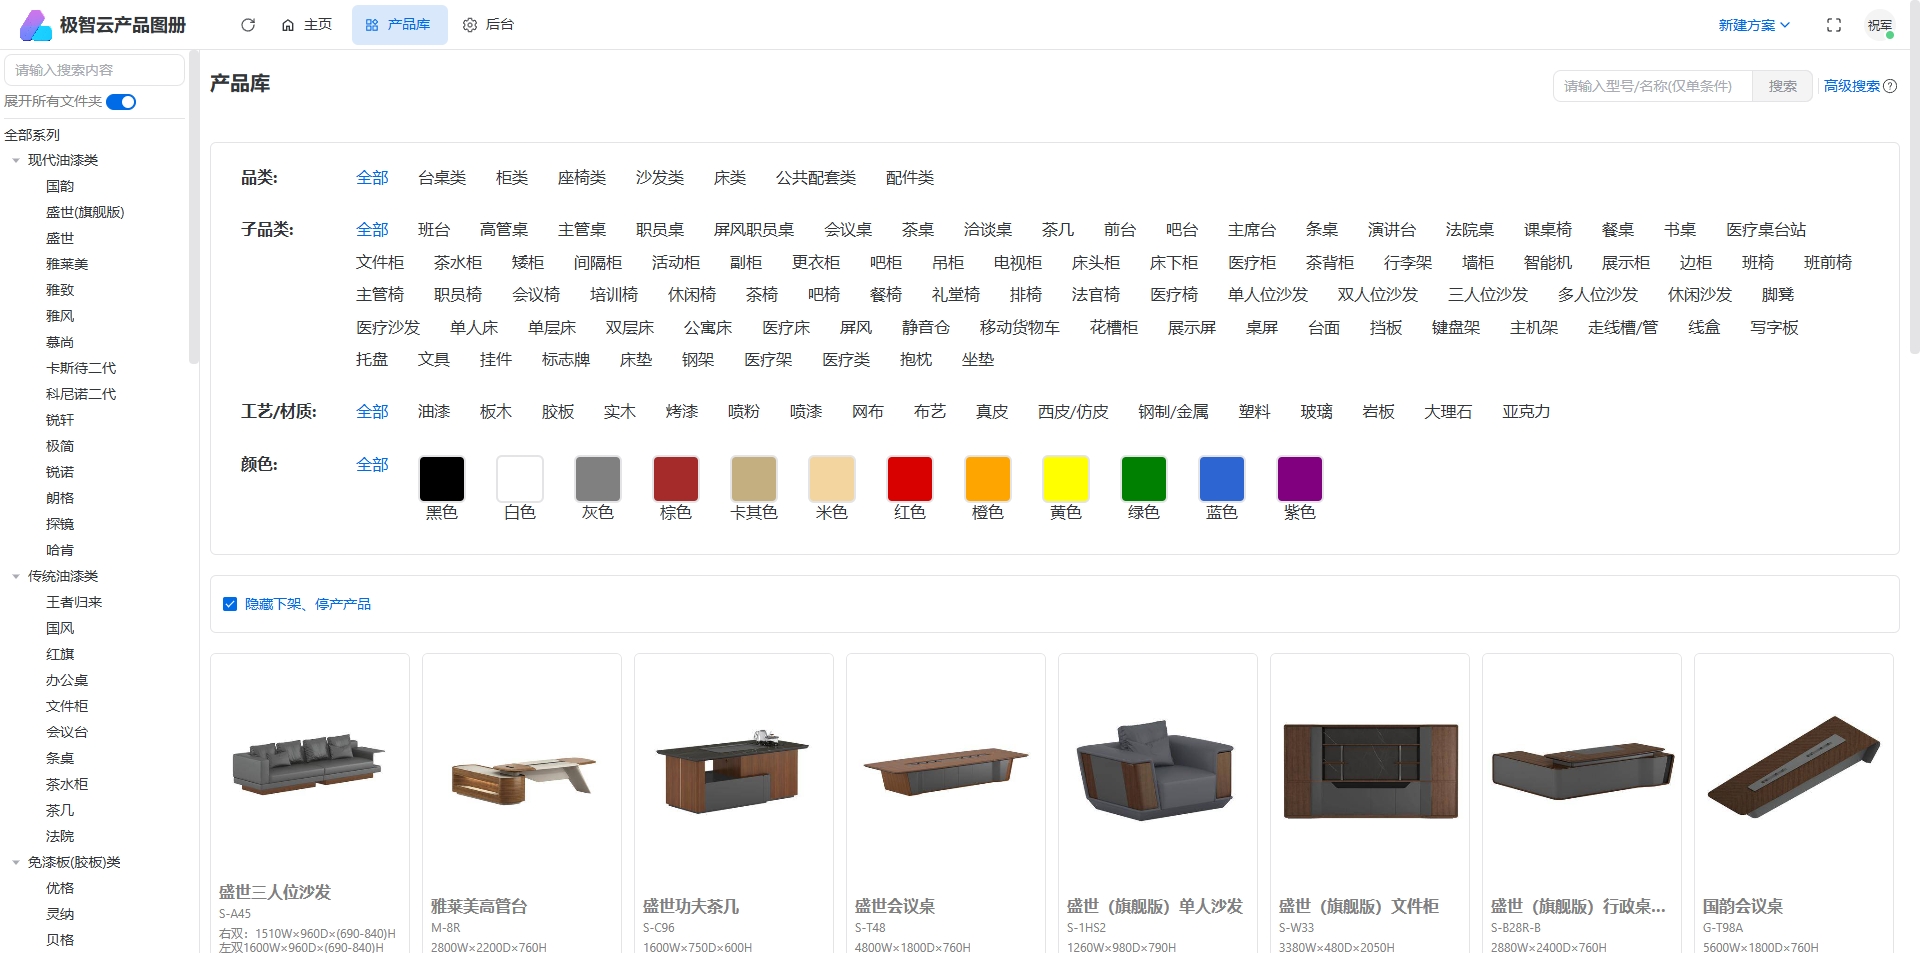 极智云产品图册
主页
产品库
后台
新建方案
祝军
请输入搜索内容
展开所有文件夹
全部系列
现代油漆类
国韵
盛世(旗舰版)
盛世
雅莱美
雅致
雅风
慕尚
卡斯待二代
科尼诺二代
锐轩
极简
锐诺
朗格
探镜
哈肯
传统油漆类
王者归来
国风
红旗
办公桌
文件柜
会议台
条桌
茶水柜
茶几
法院
免漆板(胶板)类
优格
灵纳
贝格
产品库
请输入型号/名称(仅单条件) 搜索 高级搜索
品类: 全部 台桌类 柜类 座椅类 沙发类 床类 公共配套类 配件类
子品类: 全部 班台 高管桌 主管桌 职员桌 屏风职员桌 会议桌 茶桌 洽谈桌 茶几 前台 吧台 主席台 条桌 演讲台 法院桌 课桌椅 餐桌 书桌 医疗桌台站
文件柜 茶水柜 矮柜 间隔柜 活动柜 副柜 更衣柜 吧柜 吊柜 电视柜 床头柜 床下柜 医疗柜 茶背柜 行李架 墙柜 智能机 展示柜 边柜 班椅 班前椅
主管椅 职员椅 会议椅 培训椅 休闲椅 茶椅 吧椅 餐椅 礼堂椅 排椅 法官椅 医疗椅 单人位沙发 双人位沙发 三人位沙发 多人位沙发 休闲沙发 脚凳
医疗沙发 单人床 单层床 双层床 公寓床 医疗床 屏风 静音仓 移动货物车 花槽柜 展示屏 桌屏 台面 挡板 键盘架 主机架 走线槽/管 线盒 写字板
托盘 文具 挂件 标志牌 床垫 钢架 医疗架 医疗类 抱枕 坐垫
工艺/材质: 全部 油漆 板木 胶板 实木 烤漆 喷粉 喷漆 网布 布艺 真皮 西皮/仿皮 钢制/金属 塑料 玻璃 岩板 大理石 亚克力
颜色: 全部
黑色 白色 灰色 棕色 卡其色 米色 红色 橙色 黄色 绿色 蓝色 紫色
隐藏下架、停产产品
盛世三人位沙发
S-A45
右双：1510W×960D×(690-840)H
左双1600W×960D×(690-840)H
雅莱美高管台
M-8R
2800W×2200D×760H
盛世功夫茶几
S-C96
1600W×750D×600H
盛世会议桌
S-T48
4800W×1800D×760H
盛世（旗舰版）单人沙发
S-1HS2
1260W×980D×790H
盛世（旗舰版）文件柜
S-W33
3380W×480D×2050H
盛世（旗舰版）行政桌...
S-B28R-B
2880W×2400D×760H
国韵会议桌
G-T98A
5600W×1800D×760H